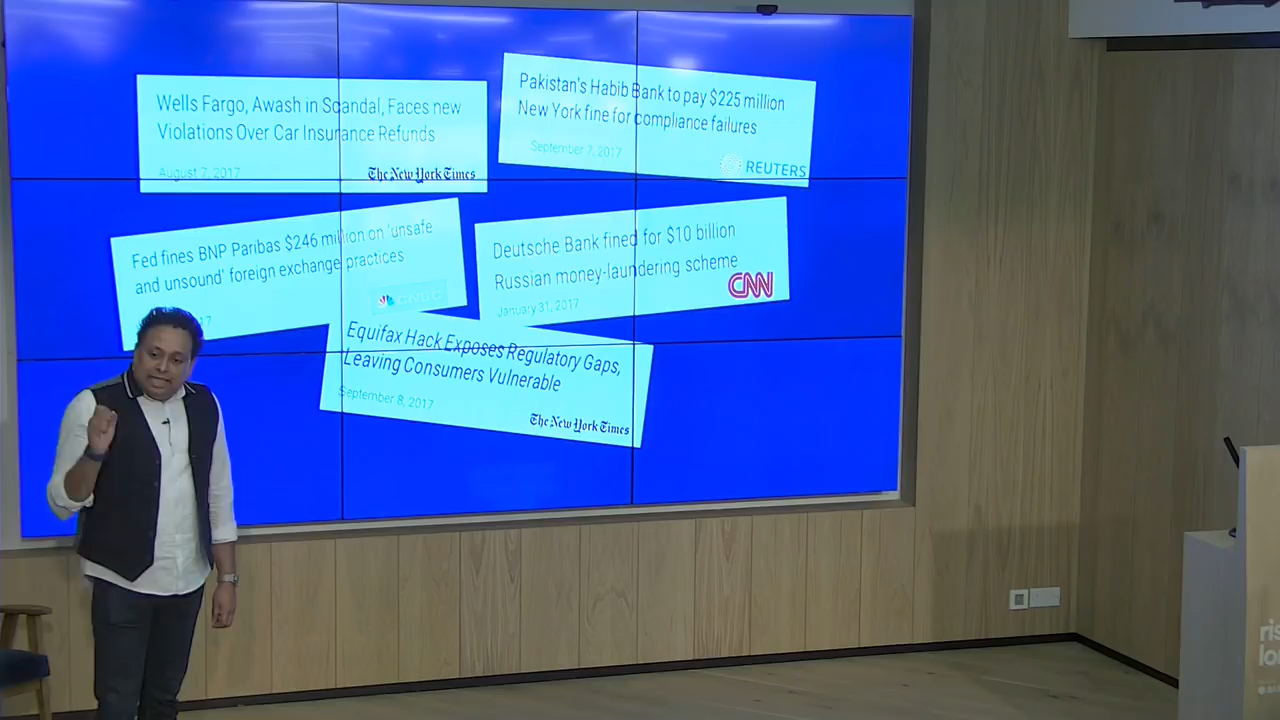 Wells Fargo, Awash in Scandal, Faces new
Violations Over Car Insurance Refunds
August 7, 2017
The New York Times
Pakistan's Habib Bank to pay $225 million
New York fine for compliance failures
September 7, 2017
REUTERS
Fed fines BNP Paribas $246 million on 'unsafe
and unsound' foreign exchange practices
17
CNBC
Deutsche Bank fined for $10 billion
Russian money-laundering scheme
January 31, 2017
CNN
Equifax Hack Exposes Regulatory Gaps,
Leaving Consumers Vulnerable
September 8, 2017
The New York Times
ris
lo